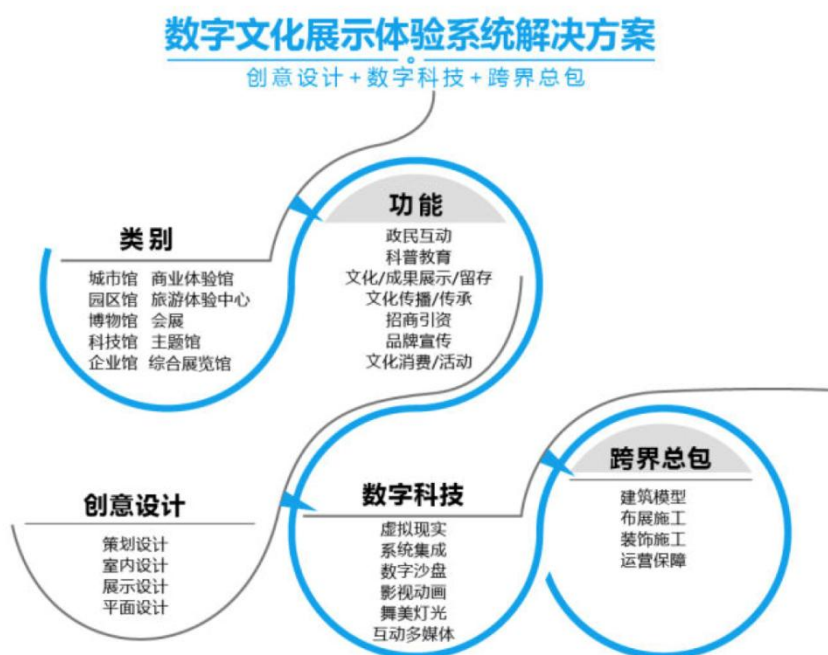 数字文化展示体验系统解决方案
创意设计+数字科技+跨界总包
类别
城市馆 商业体验馆
园区馆 旅游体验中心
博物馆 会展
科技馆 主题馆
企业馆 综合展览馆
功能
政民互动
科普教育
文化/成果展示/留存
文化传播/传承
招商引资
品牌宣传
文化消费/活动
创意设计
策划设计
室内设计
展示设计
平面设计
数字科技
虚拟现实
系统集成
数字沙盘
影视动画
舞美灯光
互动多媒体
跨界总包
建筑模型
布展施工
装饰施工
运营保障